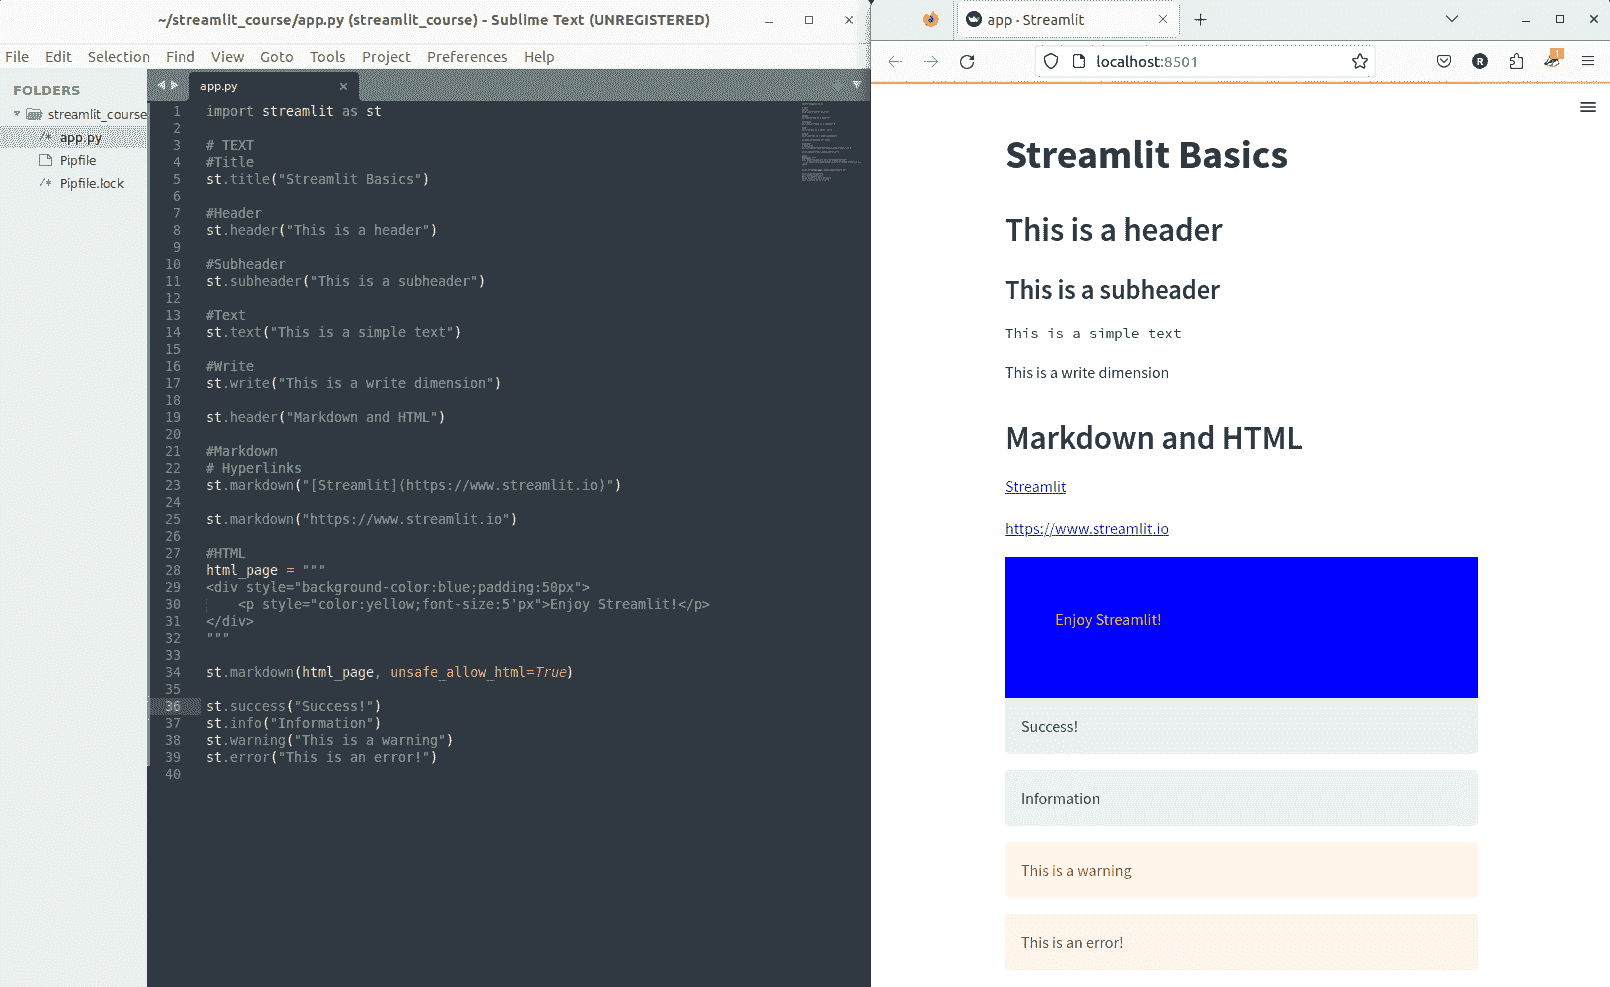 ~/streamlit_course/app.py (streamlit_course) - Sublime Text (UNREGISTERED)
File Edit Selection Find View Goto Tools Project Preferences Help
FOLDERS
streamlit_course
/* app.py
Pipfile
/* Pipfile.lock
app.py
1 import streamlit as st
2
3 # TEXT
4 #Title
5 st.title("Streamlit Basics")
6
7 #Header
8 st.header("This is a header")
9
10 #Subheader
11 st.subheader("This is a subheader")
12
13 #Text
14 st.text("This is a simple text")
15
16 #Write
17 st.write("This is a write dimension")
18
19 st.header("Markdown and HTML")
20
21 #Markdown
22 # Hyperlinks
23 st.markdown("[Streamlit](https://www.streamlit.io)")
24
25 st.markdown("https://www.streamlit.io")
26
27 #HTML
28 html_page = """
29 <div style="background-color:blue;padding:50px">
30     <p style="color:yellow;font-size:5'px">Enjoy Streamlit!</p>
31 </div>
32 """
33
34 st.markdown(html_page, unsafe_allow_html=True)
35
36 st.success("Success!")
37 st.info("Information")
38 st.warning("This is a warning")
39 st.error("This is an error!")
40
app · Streamlit
localhost:8501
R
1
Streamlit Basics
This is a header
This is a subheader
This is a simple text
This is a write dimension
Markdown and HTML
Streamlit
https://www.streamlit.io
Enjoy Streamlit!
Success!
Information
This is a warning
This is an error!